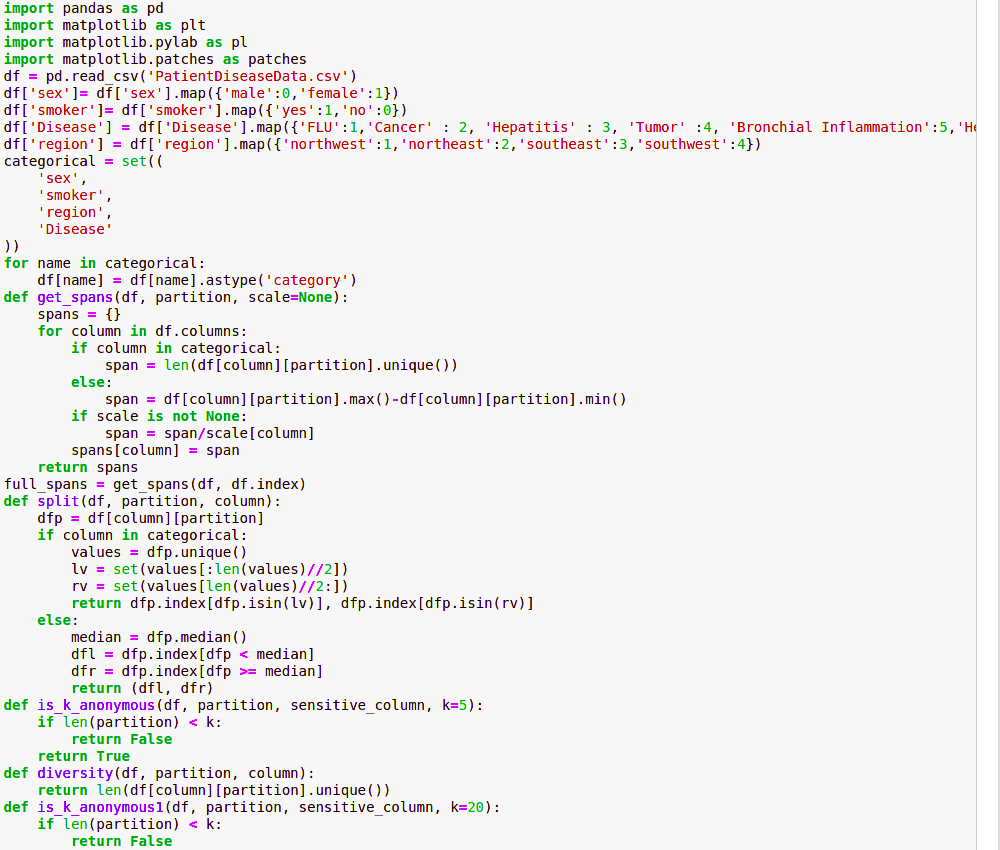 import pandas as pd
import matplotlib as plt
import matplotlib.pylab as pl
import matplotlib.patches as patches
df = pd.read_csv('PatientDiseaseData.csv')
df['sex']= df['sex'].map({'male':0,'female':1})
df['smoker']= df['smoker'].map({'yes':1,'no':0})
df['Disease'] = df['Disease'].map({'FLU':1,'Cancer' : 2, 'Hepatitis' : 3, 'Tumor' :4, 'Bronchial Inflammation':5,'He
df['region'] = df['region'].map({'northwest':1,'northeast':2,'southeast':3,'southwest':4})
categorical = set((
    'sex',
    'smoker',
    'region',
    'Disease'
))
for name in categorical:
    df[name] = df[name].astype('category')
def get_spans(df, partition, scale=None):
    spans = {}
    for column in df.columns:
        if column in categorical:
            span = len(df[column][partition].unique())
        else:
            span = df[column][partition].max()-df[column][partition].min()
        if scale is not None:
            span = span/scale[column]
        spans[column] = span
    return spans
full_spans = get_spans(df, df.index)
def split(df, partition, column):
    dfp = df[column][partition]
    if column in categorical:
        values = dfp.unique()
        lv = set(values[:len(values)//2])
        rv = set(values[len(values)//2:])
        return dfp.index[dfp.isin(lv)], dfp.index[dfp.isin(rv)]
    else:
        median = dfp.median()
        dfl = dfp.index[dfp < median]
        dfr = dfp.index[dfp >= median]
        return (dfl, dfr)
def is_k_anonymous(df, partition, sensitive_column, k=5):
    if len(partition) < k:
        return False
    return True
def diversity(df, partition, column):
    return len(df[column][partition].unique())
def is_k_anonymous1(df, partition, sensitive_column, k=20):
    if len(partition) < k:
        return False